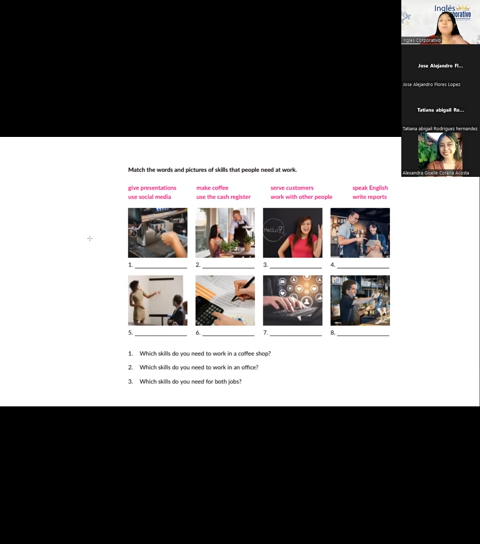 Inglés
corporativo
Inglés Corporativo
Jose Alejandro Fl...
Jose Alejandro Flores Lopez
Tatiana abigail Ro...
Tatiana abigail Rodriguez hernandez
Alexandra Giselle Corena Acosta
Match the words and pictures of skills that people need at work.
give presentations make coffee serve customers speak English
use social media use the cash register work with other people write reports
Hello?
1. 2. 3. 4.
5. 6. 7. 8.
1. Which skills do you need to work in a coffee shop?
2. Which skills do you need to work in an office?
3. Which skills do you need for both jobs?